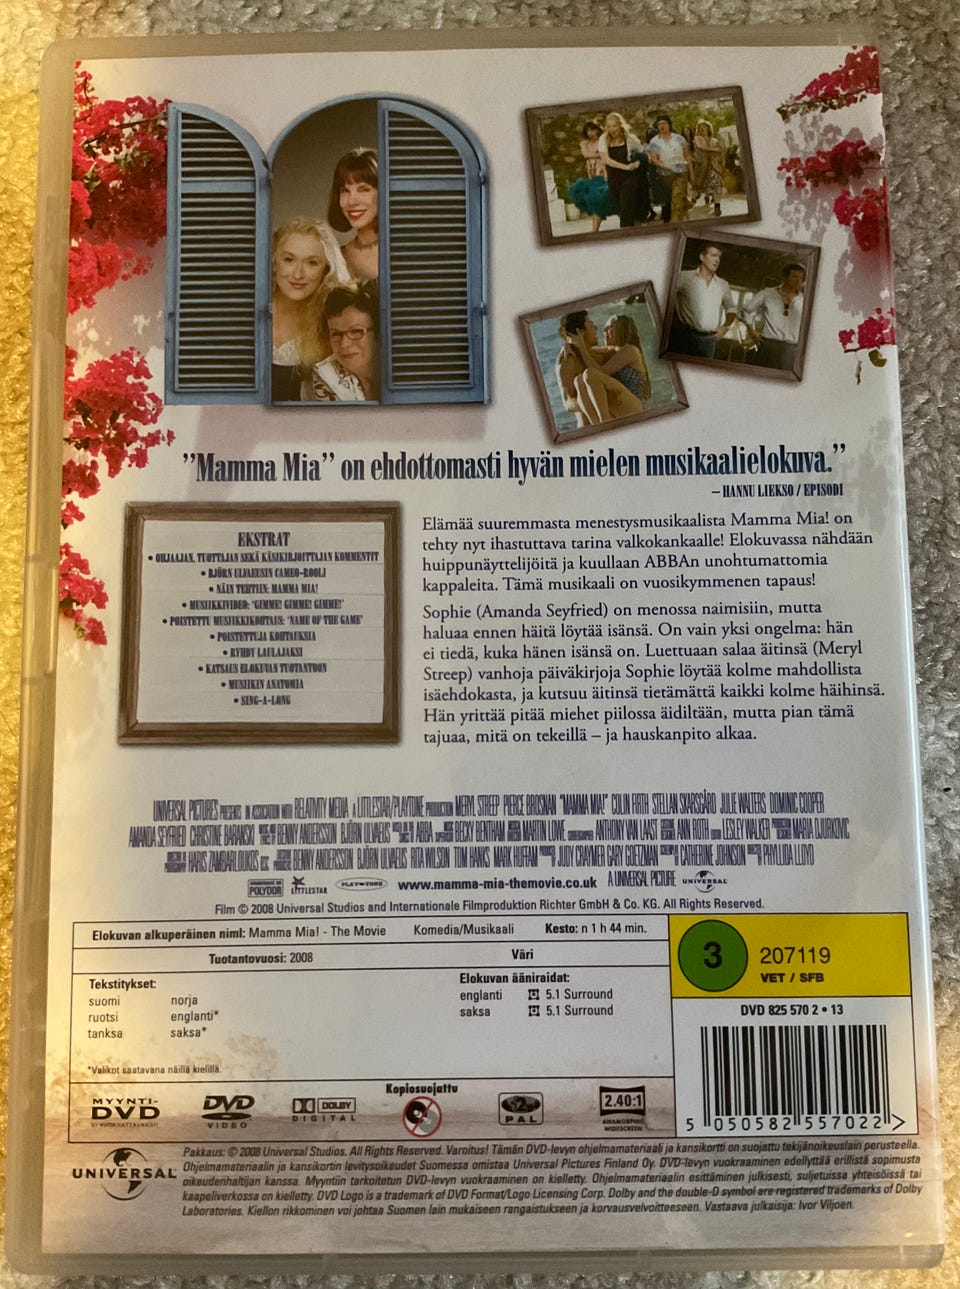 ”Mamma Mia” on ehdottomasti hyvän mielen musikaalielokuva.”
– HANNU LIEKSO / EPISODI
EKSTRAT
• OHJAAJAN, TUOTTAJAN SEKÄ KÄSIKIRJOITTAJAN KOMMENTIT
• BJÖRN ULVAEUSIN CAMEO-ROOLI
• NÄIN TEHTIIN: MAMMA MIA!
• MUSIIKKIVIDEO: 'GIMME! GIMME! GIMME!'
• POISTETTU MUSIIKKIKOHTAUS: 'NAME OF THE GAME'
• POISTETTUJA KOHTAUKSIA
• RYHDY LAULAJAKSI
• KATSAUS ELOKUVAN TUOTANTOON
• MUSIIKIN ANATOMIA
• SING-A-LONG
Elämää suuremmasta menestysmusikaalista Mamma Mia! on
tehty nyt ihastuttava tarina valkokankaalle! Elokuvassa nähdään
huippunäyttelijöitä ja kuullaan ABBAn unohtumattomia
kappaleita. Tämä musikaali on vuosikymmenen tapaus!
Sophie (Amanda Seyfried) on menossa naimisiin, mutta
haluaa ennen häitä löytää isänsä. On vain yksi ongelma: hän
ei tiedä, kuka hänen isänsä on. Luettuaan salaa äitinsä (Meryl
Streep) vanhoja päiväkirjoja Sophie löytää kolme mahdollista
isäehdokasta, ja kutsuu äitinsä tietämättä kaikki kolme häihinsä.
Hän yrittää pitää miehet piilossa äidiltään, mutta pian tämä
tajuaa, mitä on tekeillä – ja hauskanpito alkaa.
UNIVERSAL PICTURES PRESENTS IN ASSOCIATION WITH RELATIVITY MEDIA A LITTLESTAR/PLAYTONE PRODUCTION MERYL STREEP PIERCE BROSNAN "MAMMA MIA!" COLIN FIRTH STELLAN SKARSGÅRD JULIE WALTERS DOMINIC COOPER
AMANDA SEYFRIED CHRISTINE BARANSKI BENNY ANDERSSON BJÖRN ULVAEUS ABBA BECKY BENTHAM MARTIN LOWE ANTHONY VAN LAAST ANN ROTH LESLEY WALKER MARIA DJURKOVIC
HARIS ZAMBARLOUKOS BSC BENNY ANDERSSON BJÖRN ULVAEUS RITA WILSON TOM HANKS MARK HUFFAM JUDY CRAYMER GARY GOETZMAN CATHERINE JOHNSON PHYLLIDA LLOYD
POLYDOR LITTLESTAR PLAYTONE www.mamma-mia-themovie.co.uk A UNIVERSAL PICTURE UNIVERSAL
Film © 2008 Universal Studios and Internationale Filmproduktion Richter GmbH & Co. KG. All Rights Reserved.
Elokuvan alkuperäinen nimi: Mamma Mia! - The Movie Komedia/Musikaali Kesto: n 1 h 44 min.
Tuotantovuosi: 2008 Väri
Tekstitykset:
suomi norja
ruotsi englanti*
tanska saksa*
*Valikot saatavana näillä kielillä.
Elokuvan ääniraidat:
englanti 5.1 Surround
saksa 5.1 Surround
3 207119
VET / SFB
DVD 825 570 2 • 13
5 050582 557022 >
MYYNTI-
DVD
EI VUOKRATTAVAKSI
DVD
VIDEO
DOLBY
DIGITAL
Kopiosuojattu
2
PAL
2.40:1
ANAMORPHIC
WIDESCREEN
UNIVERSAL
Pakkaus: © 2008 Universal Studios. All Rights Reserved. Varoitus! Tämän DVD-levyn ohjelmamateriaali ja kansikortti on suojattu tekijänoikeuslain perusteella.
Ohjelmamateriaalin ja kansikortin levitysoikeudet Suomessa omistaa Universal Pictures Finland Oy. DVD-levyn vuokraaminen edellyttää erillistä sopimusta
oikeudenhaltijan kanssa. Myyntiin tarkoitetun DVD-levyn vuokraaminen on kielletty. Ohjelmamateriaalin esittäminen julkisesti, suljetuissa yhteisöissä tai
kaapeliverkossa on kielletty. DVD Logo is a trademark of DVD Format/Logo Licensing Corp. Dolby and the double-D symbol are registered trademarks of Dolby
Laboratories. Kiellon rikkominen voi johtaa Suomen lain mukaiseen rangaistukseen ja korvausvelvoitteeseen. Vastaava julkaisija: Ivor Viljoen.